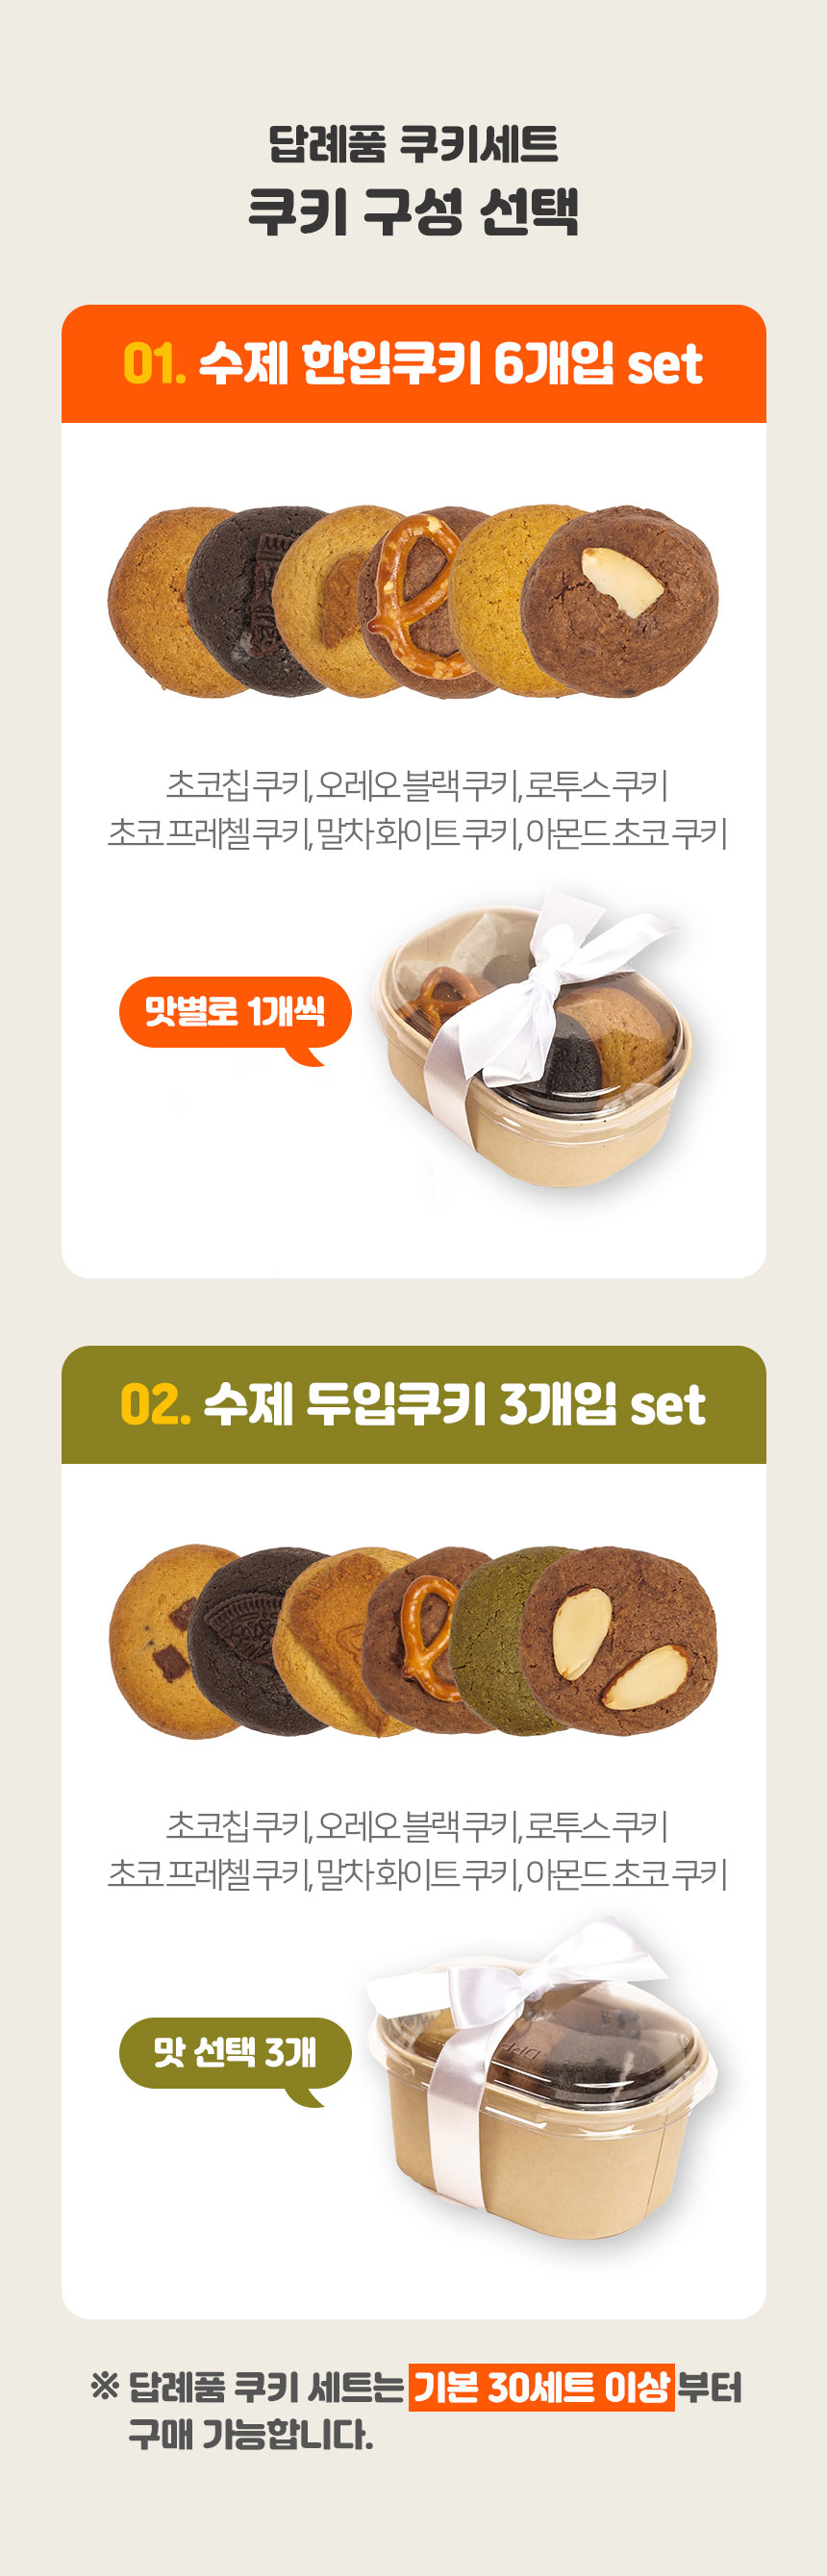 답례품 쿠키세트
쿠키 구성 선택
01. 수제 한입쿠키 6개입 set
초코칩 쿠키, 오레오 블랙 쿠키, 로투스 쿠키
초코 프레첼 쿠키, 말차 화이트 쿠키, 아몬드 초코 쿠키
맛별로 1개씩
02. 수제 두입쿠키 3개입 set
초코칩 쿠키, 오레오 블랙 쿠키, 로투스 쿠키
초코 프레첼 쿠키, 말차 화이트 쿠키, 아몬드 초코 쿠키
맛 선택 3개
※ 답례품 쿠키 세트는 기본 30세트 이상 부터
구매 가능합니다.